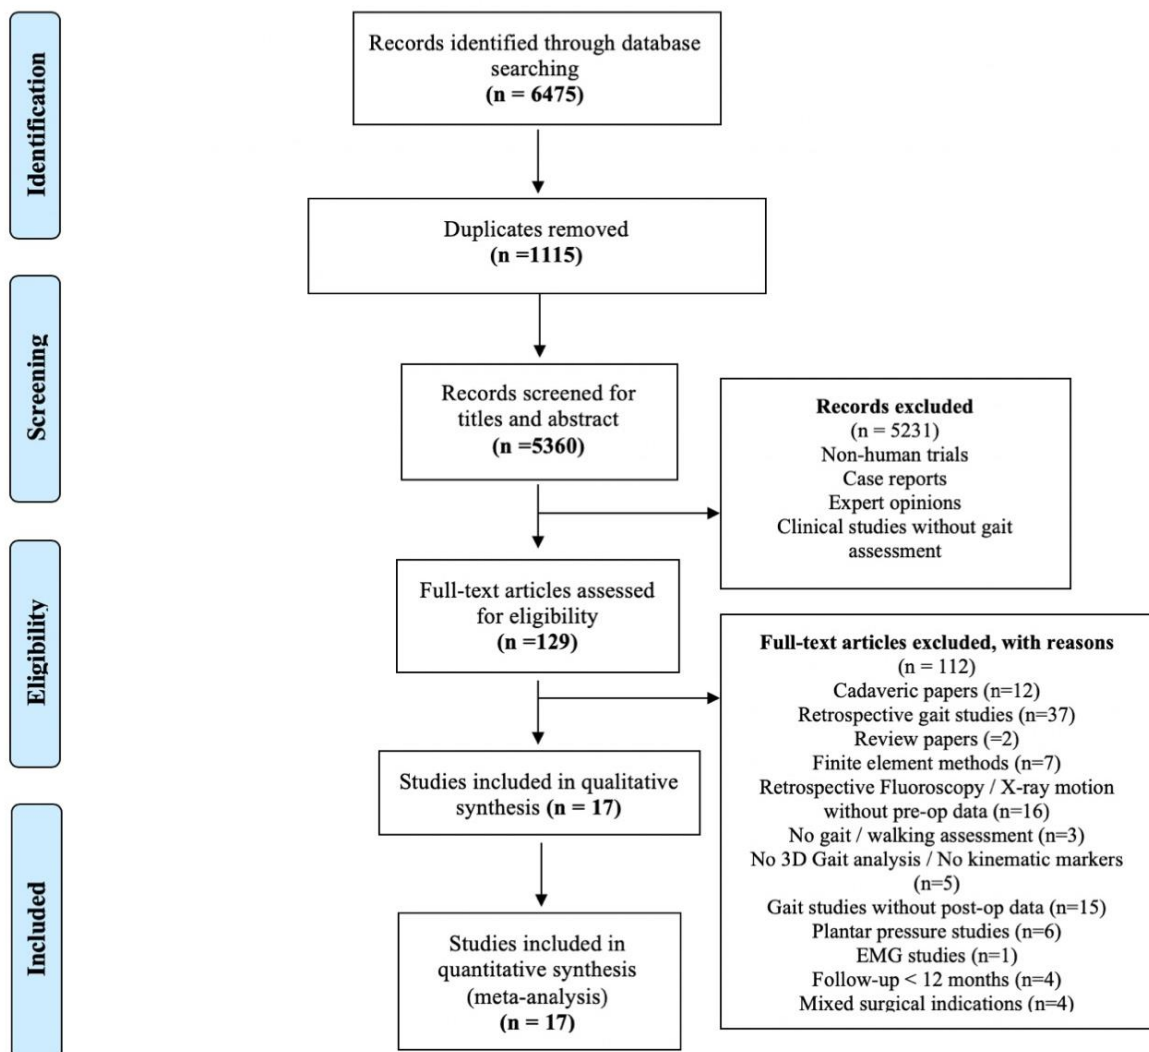 Identification
Records identified through database
searching
(n = 6475)
Duplicates removed
(n =1115)
Screening
Records screened for
titles and abstract
(n =5360)
Records excluded
(n = 5231)
Non-human trials
Case reports
Expert opinions
Clinical studies without gait
assessment
Eligibility
Full-text articles assessed
for eligibility
(n =129)
Full-text articles excluded, with reasons
(n = 112)
Cadaveric papers (n=12)
Retrospective gait studies (n=37)
Review papers (=2)
Finite element methods (n=7)
Retrospective Fluoroscopy / X-ray motion
without pre-op data (n=16)
No gait / walking assessment (n=3)
No 3D Gait analysis / No kinematic markers
(n=5)
Gait studies without post-op data (n=15)
Plantar pressure studies (n=6)
EMG studies (n=1)
Follow-up < 12 months (n=4)
Mixed surgical indications (n=4)
Studies included in qualitative
synthesis (n = 17)
Included
Studies included in
quantitative synthesis
(meta-analysis)
(n = 17)